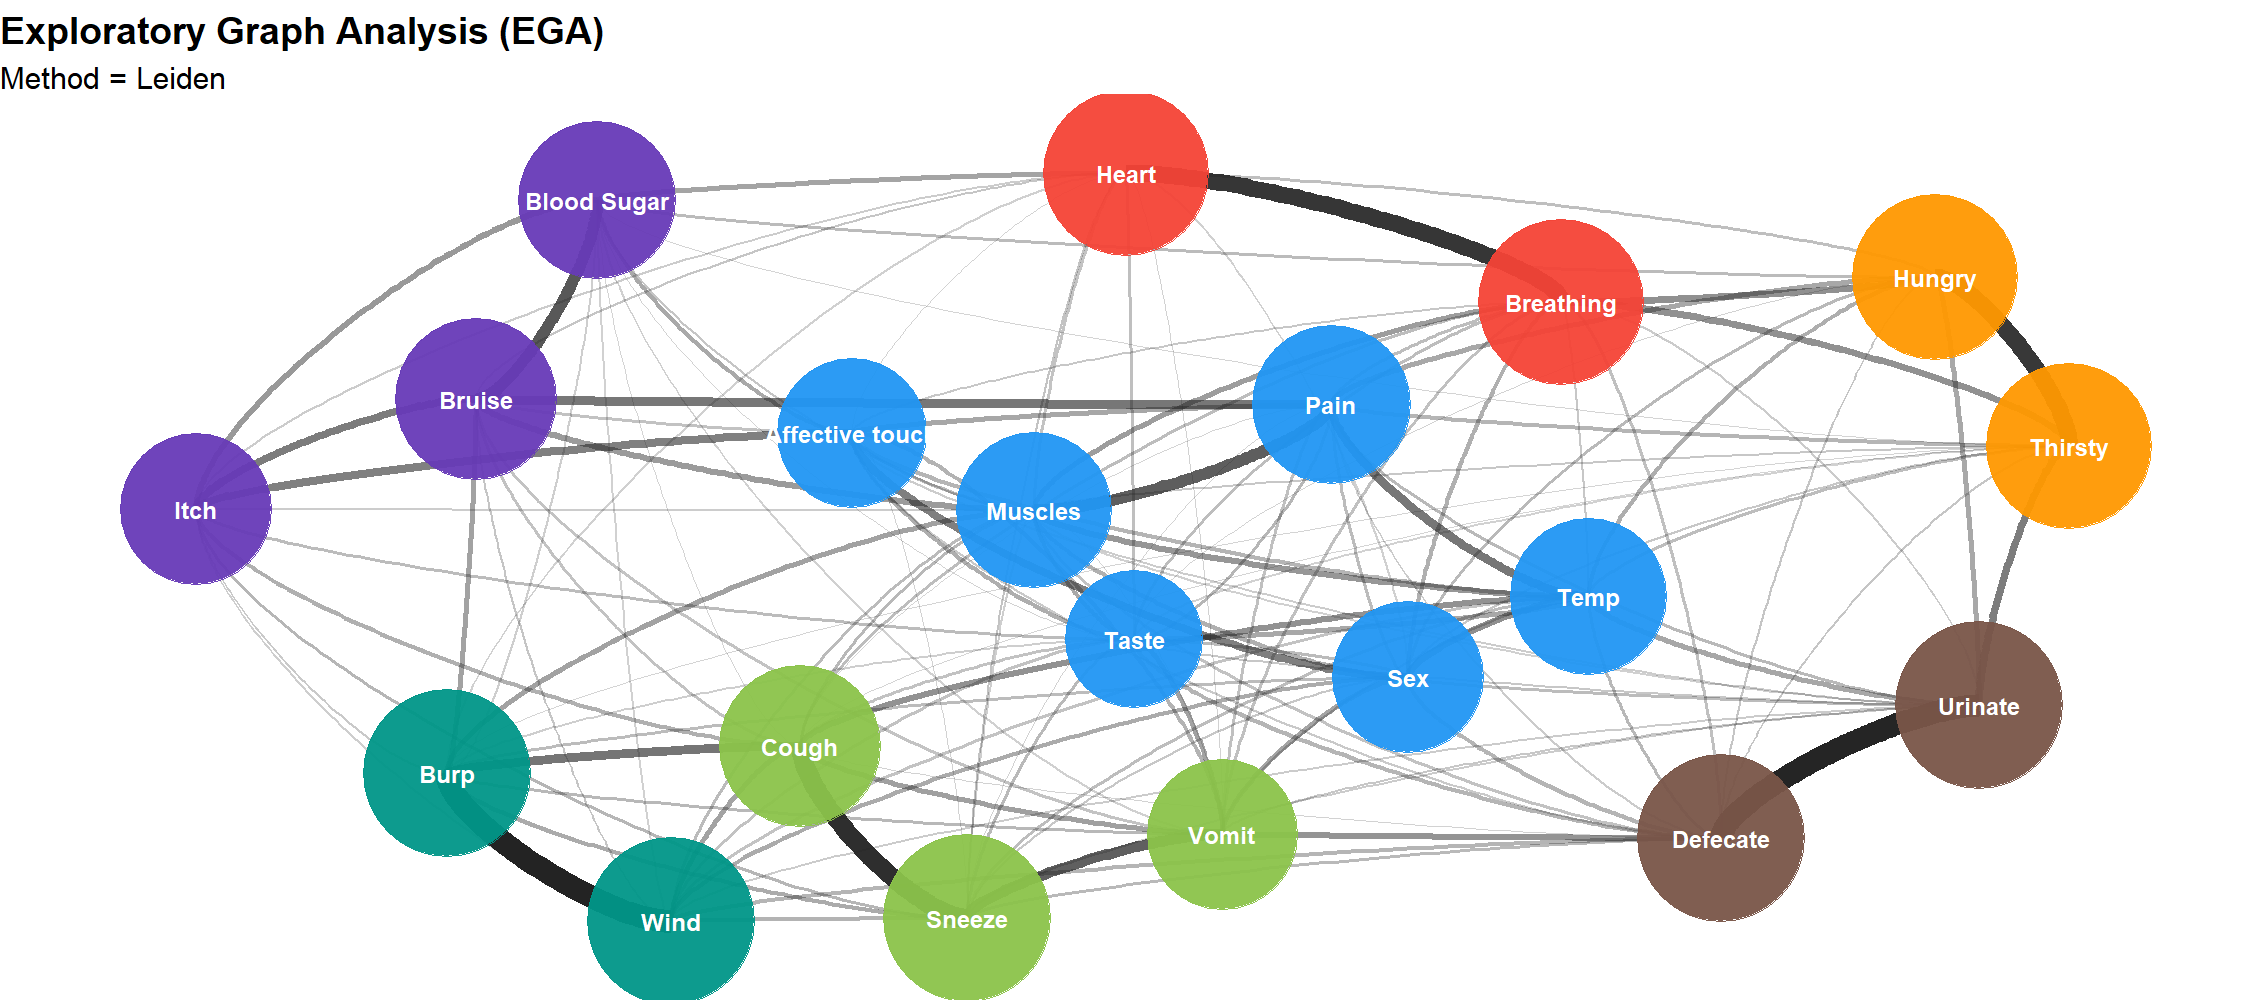 Exploratory Graph Analysis (EGA)
Method = Leiden
Heart
Blood Sugar
Hungry
Breathing
Bruise
Pain
Affective touc
Thirsty
Itch
Muscles
Temp
Taste
Sex
Urinate
Cough
Burp
Vomit
Defecate
Sneeze
Wind